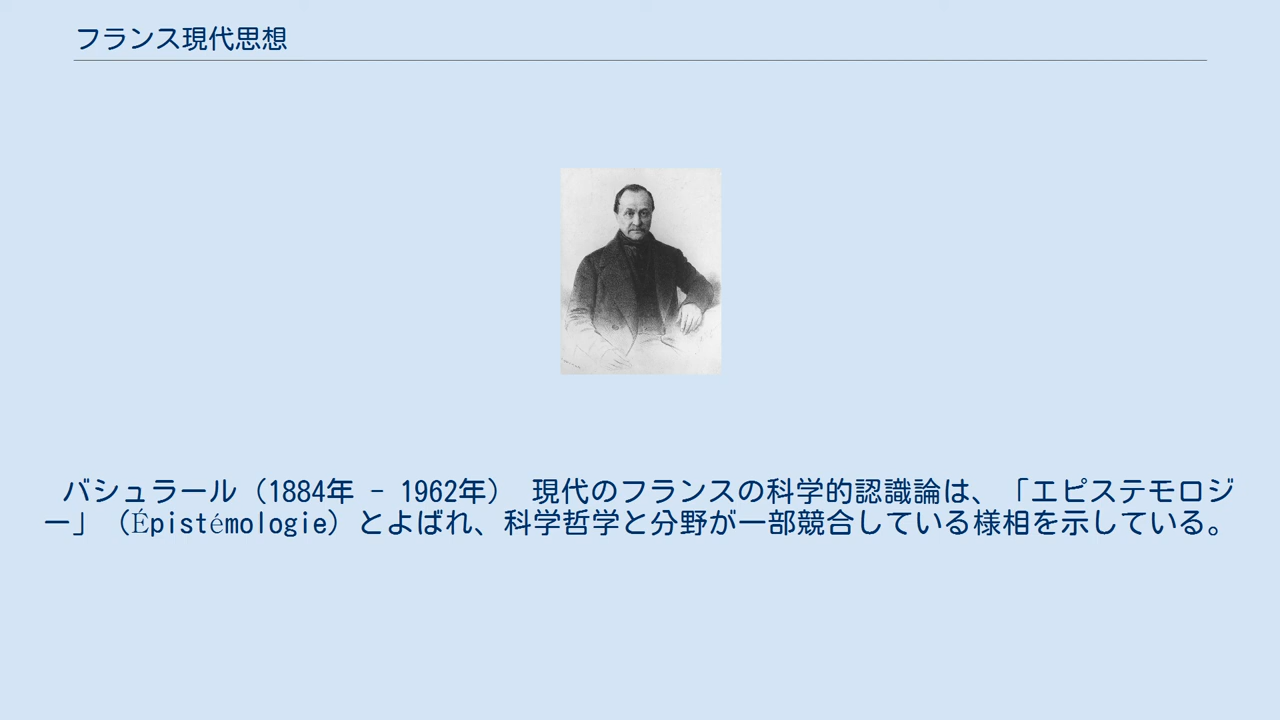 フランス現代思想
バシュラール（1884年 - 1962年） 現代のフランスの科学的認識論は、「エピステモロジ
ー」（Épistémologie）とよばれ、科学哲学と分野が一部競合している様相を示している。